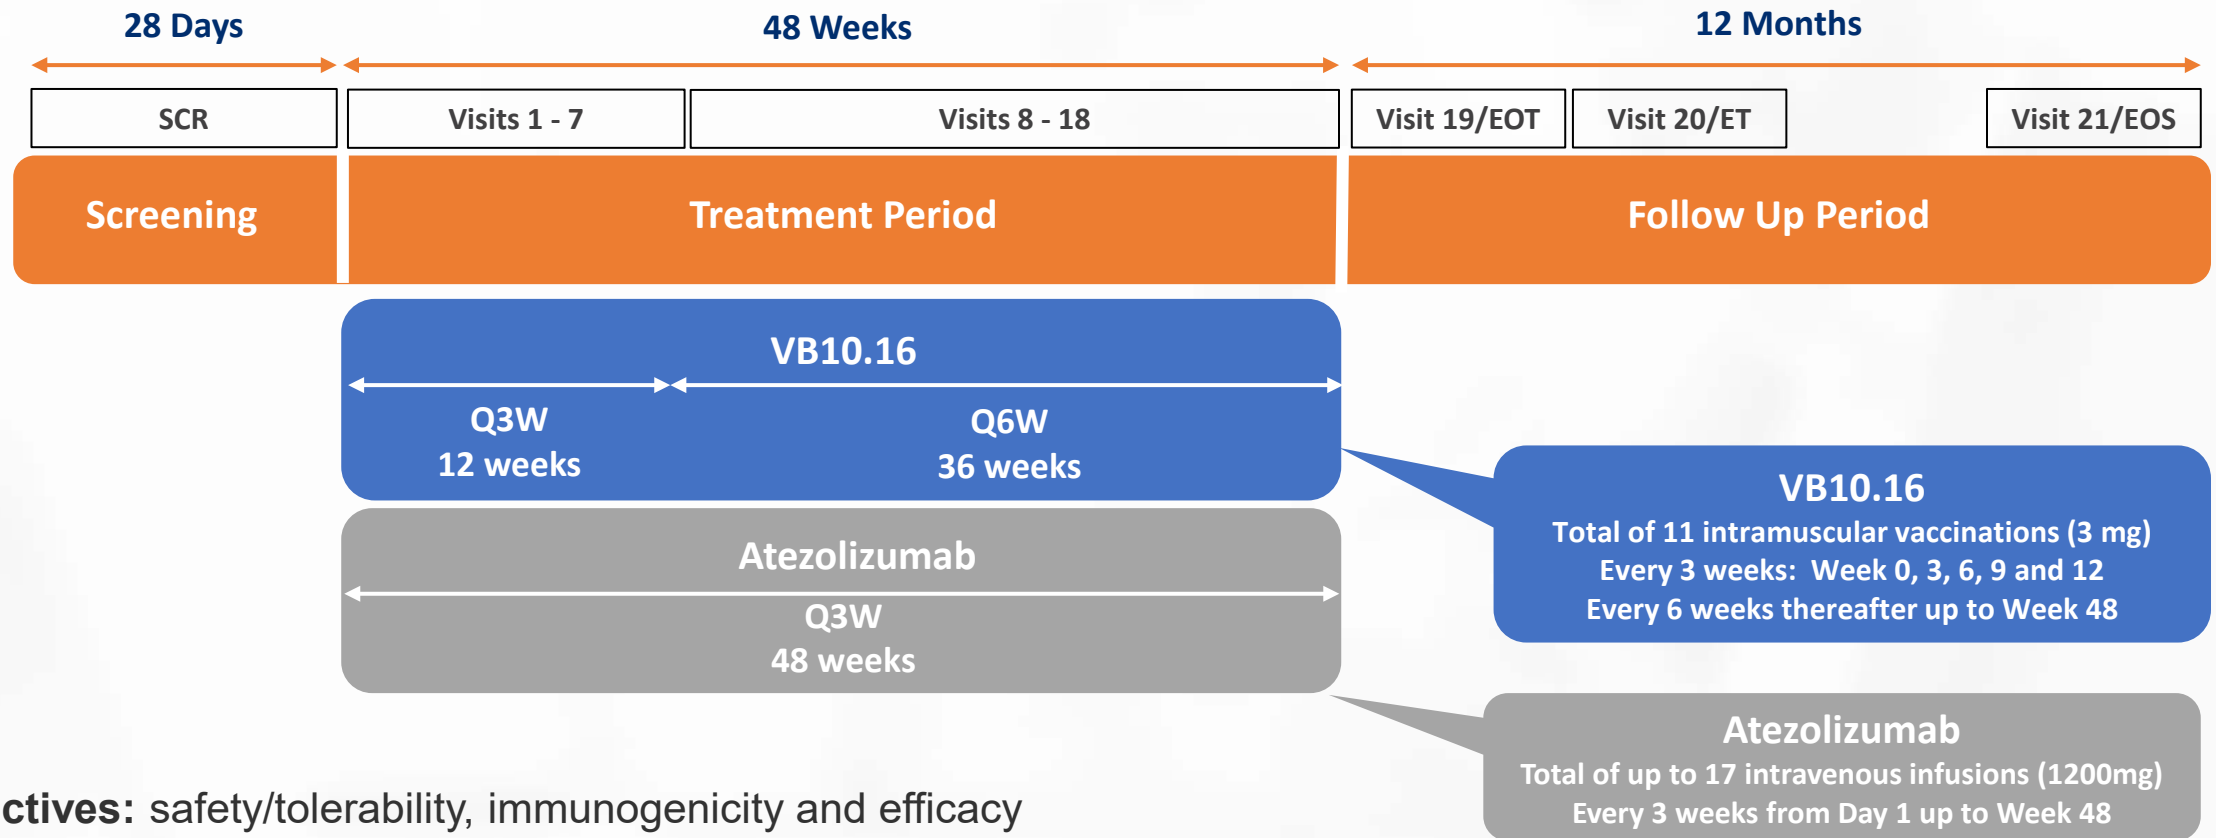 28 Days
48 Weeks
12 Months
SCR
Visits 1 - 7
Visits 8 - 18
Visit 19/EOT
Visit 20/ET
Visit 21/EOS
Screening
Treatment Period
Follow Up Period
VB10.16
Q3W
12 weeks
Q6W
36 weeks
VB10.16
Total of 11 intramuscular vaccinations (3 mg)
Every 3 weeks: Week 0, 3, 6, 9 and 12
Every 6 weeks thereafter up to Week 48
Atezolizumab
Q3W
48 weeks
Atezolizumab
Total of up to 17 intravenous infusions (1200mg)
Every 3 weeks from Day 1 up to Week 48
ctives: safety/tolerability, immunogenicity and efficacy